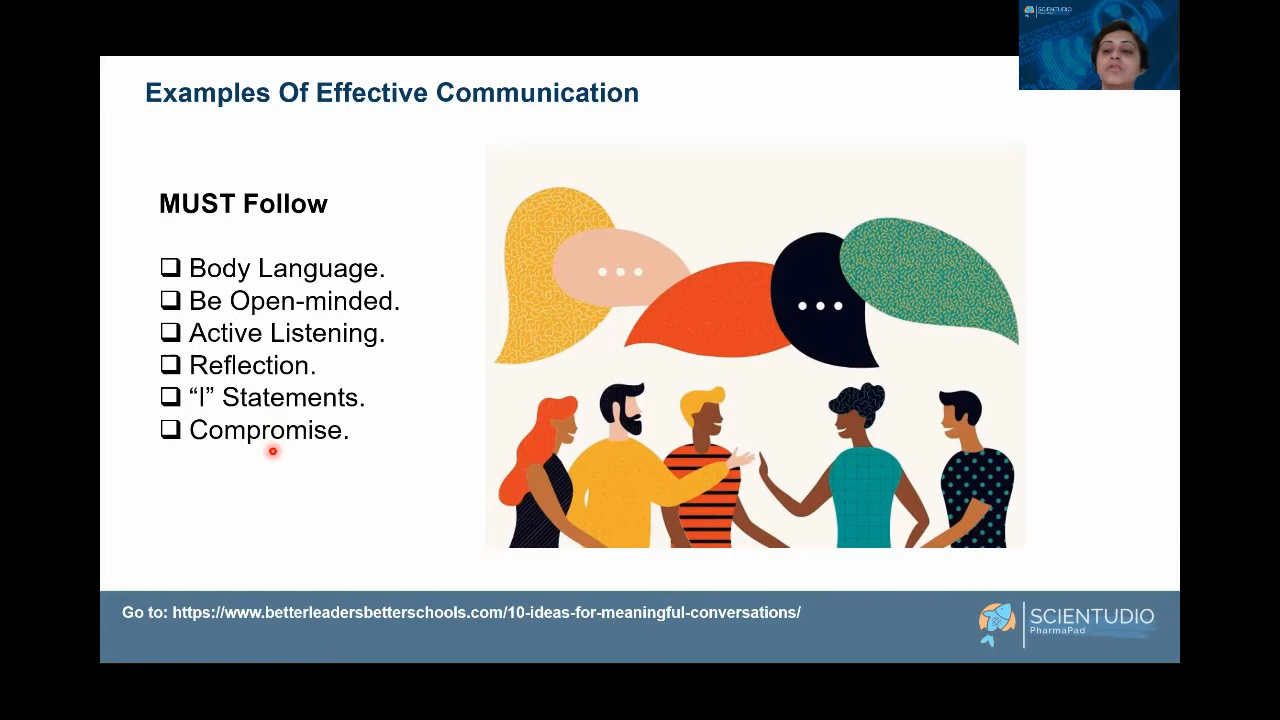 SCIENTUDIO
Examples Of Effective Communication
MUST Follow
❑ Body Language.
❑ Be Open-minded.
❑ Active Listening.
❑ Reflection.
❑ “I” Statements.
❑ Compromise.
Go to: https://www.betterleadersbetterschools.com/10-ideas-for-meaningful-conversations/
SCIENTUDIO
PharmaPad